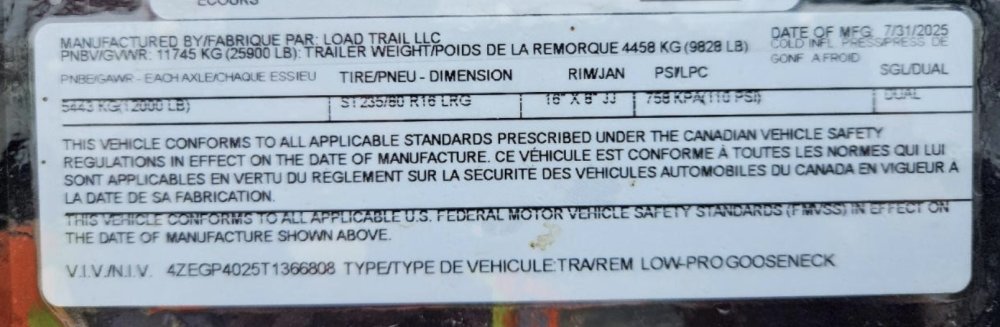 ECOURS
MANUFACTURED BY/FABRIQUE PAR: LOAD TRAIL LLC
DATE OF MFG 7/31/2025
PNBV/GVWR: 11745 KG (25900 LB): TRAILER WEIGHT/POIDS DE LA REMORQUE 4458 KG (9828 LB)
COLD INFL PRESS/PRESS DE
GONF A FROID
PNBE/GAWR - EACH AXLE/CHAQUE ESSIEU TIRE/PNEU - DIMENSION RIM/JAN PSI/LPC SGL/DUAL
5443 KG(12000 LB) ST235/80 R16 LRG 16" X 6" JJ 758 KPA(110 PSI) DUAL
THIS VEHICLE CONFORMS TO ALL APPLICABLE STANDARDS PRESCRIBED UNDER THE CANADIAN VEHICLE SAFETY
REGULATIONS IN EFFECT ON THE DATE OF MANUFACTURE. CE VÉHICULE EST CONFORME À TOUTES LES NORMES QUI LUI
SONT APPLICABLES EN VERTU DU REGLEMENT SUR LA SECURITE DES VEHICULES AUTOMOBILES DU CANADA EN VIGUEUR A
LA DATE DE SA FABRICATION.
THIS VEHICLE CONFORMS TO ALL APPLICABLE U.S. FEDERAL MOTOR VEHICLE SAFETY STANDARDS (FMVSS) IN EFFECT ON
THE DATE OF MANUFACTURE SHOWN ABOVE.
V.I.V./N.I.V. 4ZEGP4025T1366808 TYPE/TYPE DE VEHICULE:TRA/REM LOW-PRO GOOSENECK